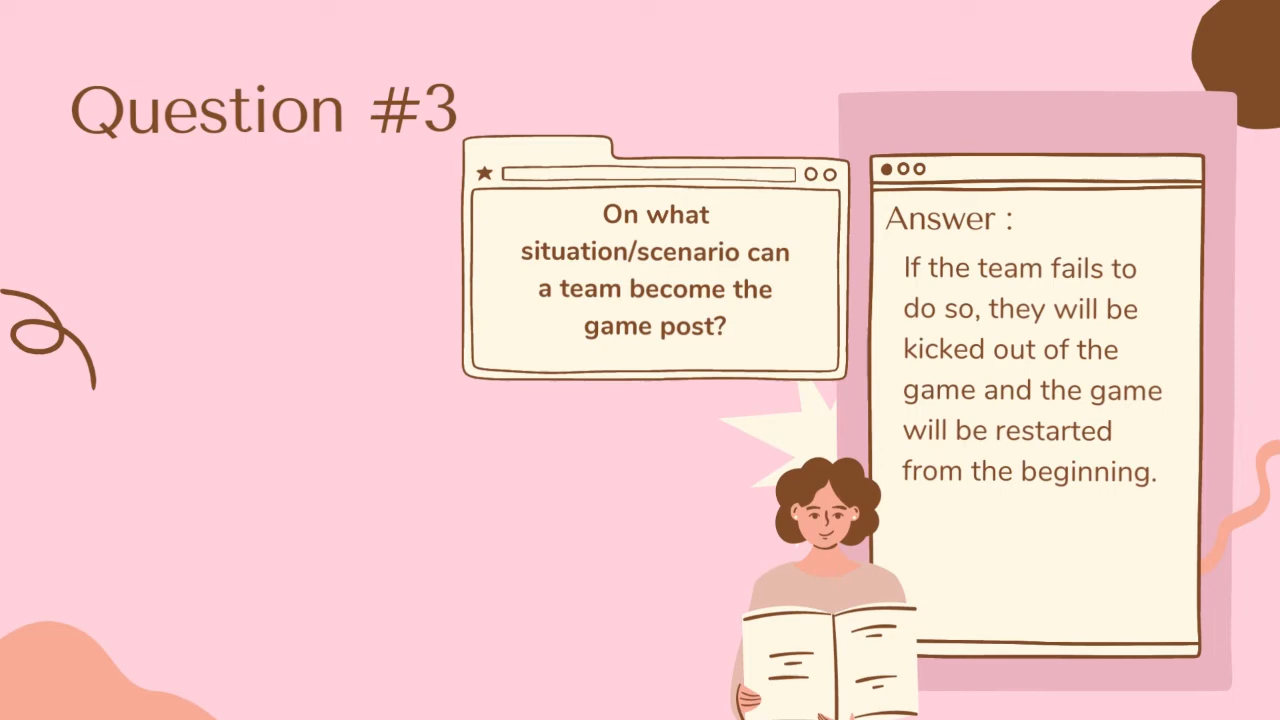 Question #3
On what
situation/scenario can
a team become the
game post?
Answer :
If the team fails to
do so, they will be
kicked out of the
game and the game
will be restarted
from the beginning.